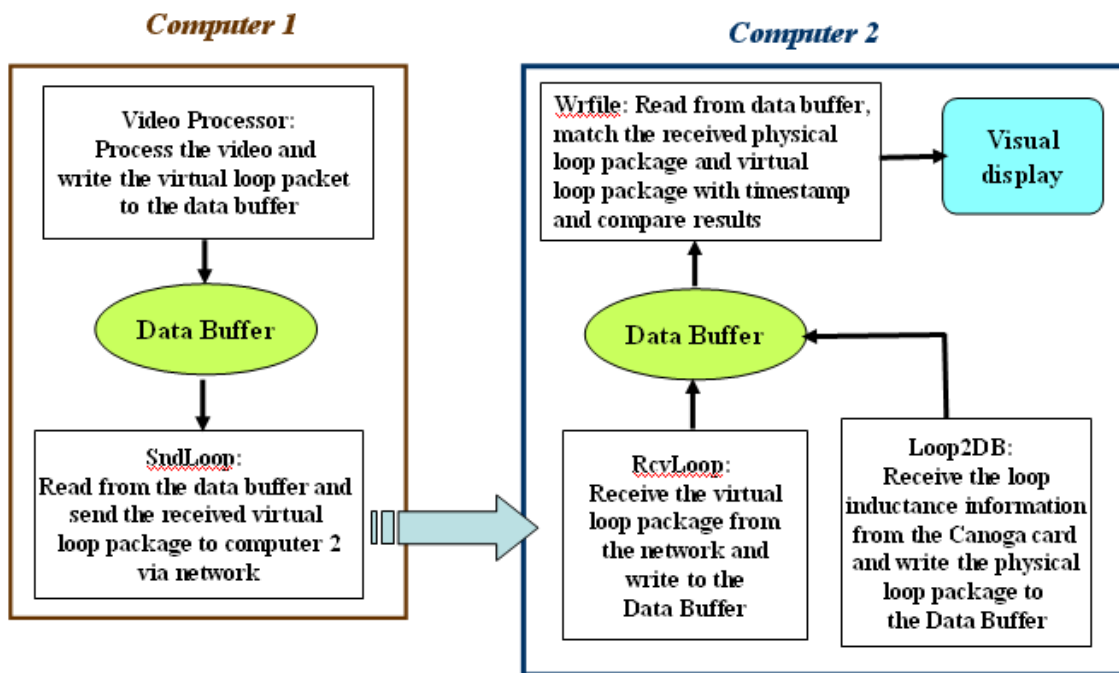 Computer 1
Video Processor:
Process the video and
write the virtual loop packet
to the data buffer
Data Buffer
SndLoop:
Read from the data buffer and
send the received virtual
loop package to computer 2
via network
Computer 2
Wrfile: Read from data buffer,
match the received physical
loop package and virtual
loop package with timestamp
and compare results
Visual
display
Data Buffer
RcvLoop:
Receive the virtual
loop package from
the network and
write to the
Data Buffer
Loop2DB:
Receive the loop
inductance information
from the Canoga card
and write the physical
loop package to
the Data Buffer